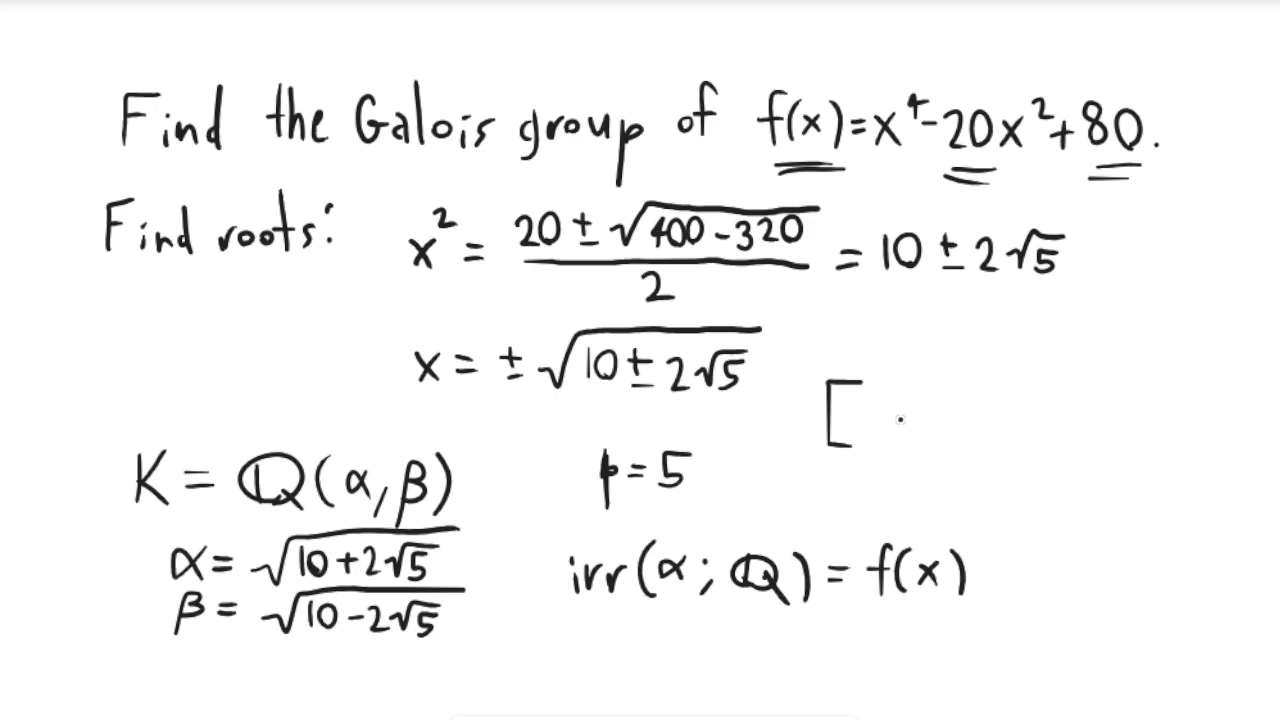 Find the Galois group of f(x)=x⁴-20x²+80.
Find roots: x² = (20 ± √(400-320))/2 = 10 ± 2√5
x = ± √(10 ± 2√5)
[
K = Q(α, β) p = 5
α = √(10+2√5) irr(α; Q) = f(x)
β = √(10-2√5)